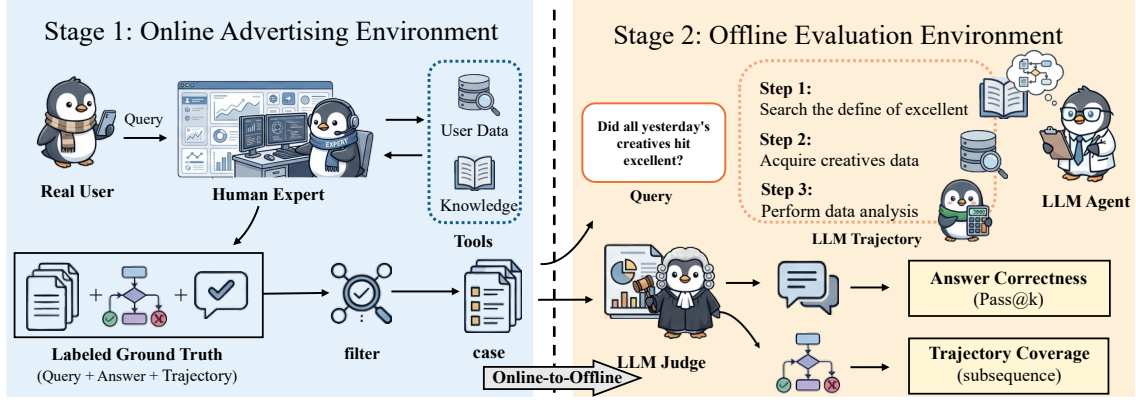 Stage 1: Online Advertising Environment
Query
Real User
EXPERT
Human Expert
User Data
Knowledge
Tools
+
+
Labeled Ground Truth
(Query + Answer + Trajectory)
filter
case
Online-to-Offline
Stage 2: Offline Evaluation Environment
Did all yesterday's
creatives hit
excellent?
Query
Step 1:
Search the define of excellent
Step 2:
Acquire creatives data
Step 3:
Perform data analysis
LLM Trajectory
LLM Agent
LLM Judge
Answer Correctness
(Pass@k)
Trajectory Coverage
(subsequence)